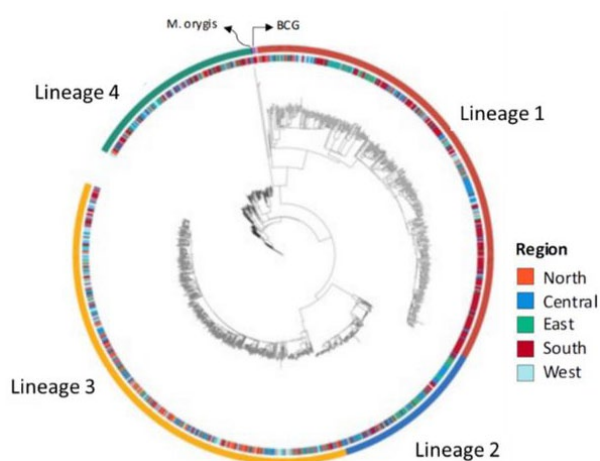 M. orygis
BCG
Lineage 4
Lineage 1
Region
North
Central
East
South
West
Lineage 3
Lineage 2